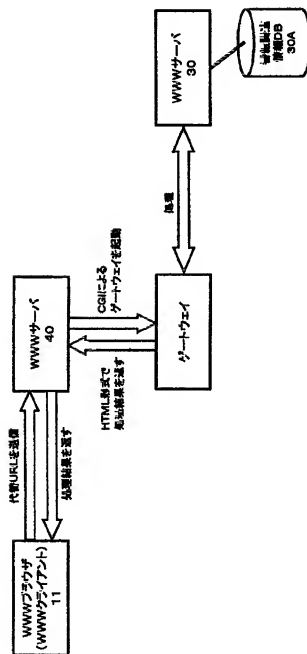 WWWブラウザ
(WWWクライアント)
11
代替URLを送信
処理結果を返す
WWWサーバ
40
CGIによる
ゲートウェイを起動
HTML形式で
処理結果を返す
ゲートウェイ
処理
WWWサーバ
30
情報DB
30A